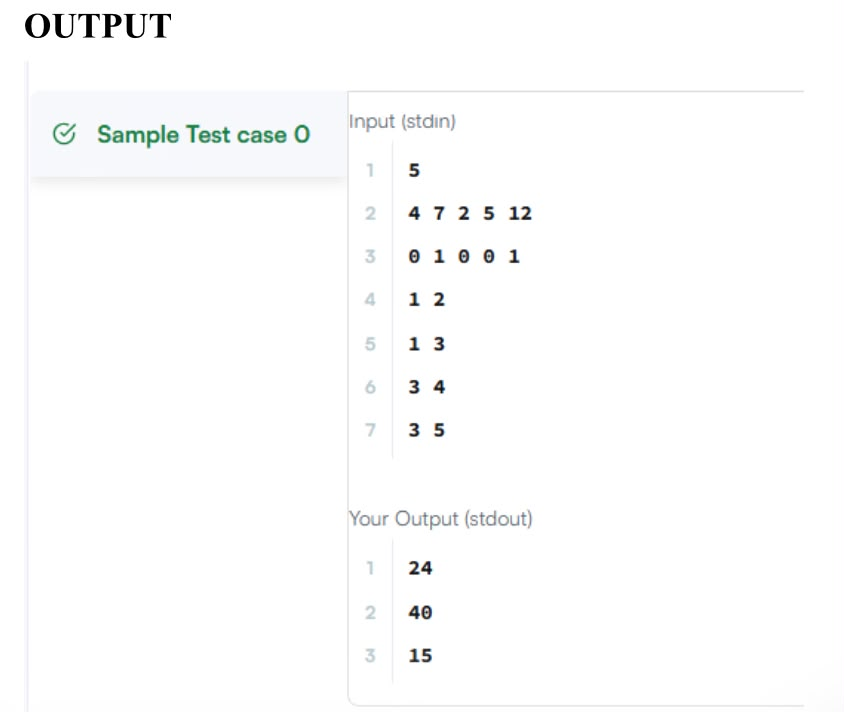 OUTPUT
Sample Test case 0
Input (stdin)
1 5
2 4 7 2 5 12
3 0 1 0 0 1
4 1 2
5 1 3
6 3 4
7 3 5
Your Output (stdout)
1 24
2 40
3 15